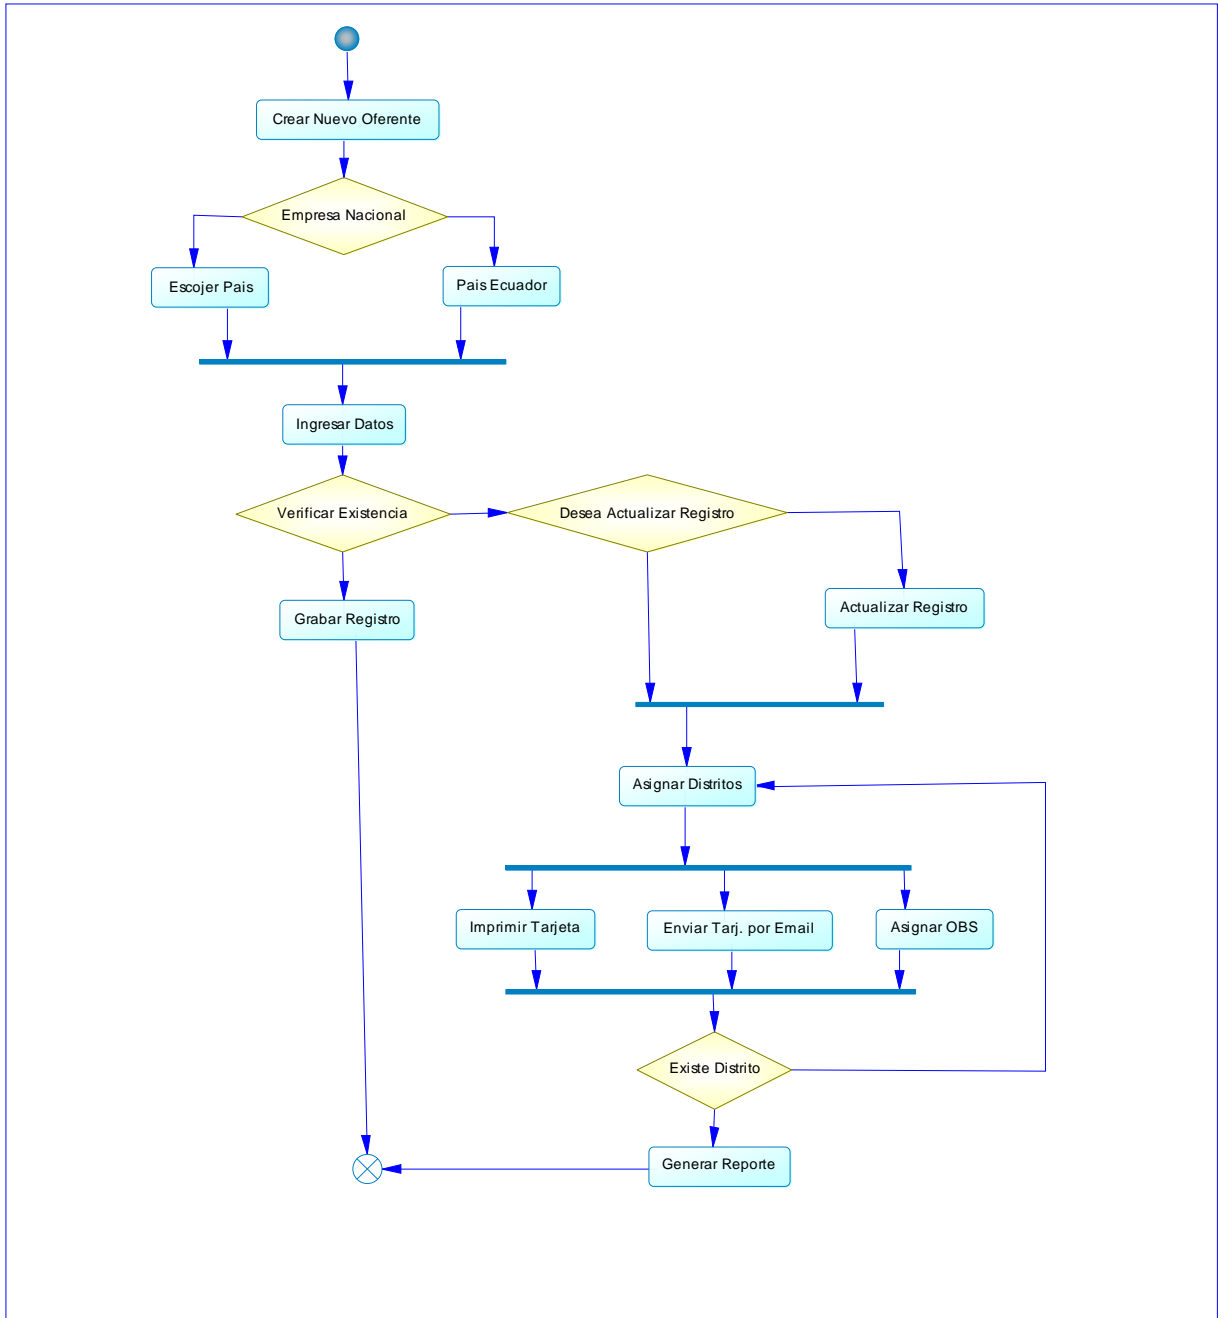 Crear Nuevo Oferente
Empresa Nacional
Escojer Pais
Pais Ecuador
Ingresar Datos
Verificar Existencia
Desea Actualizar Registro
Grabar Registro
Actualizar Registro
Asignar Distritos
Imprimir Tarjeta
Enviar Tarj. por Email
Asignar OBS
Existe Distrito
Generar Reporte